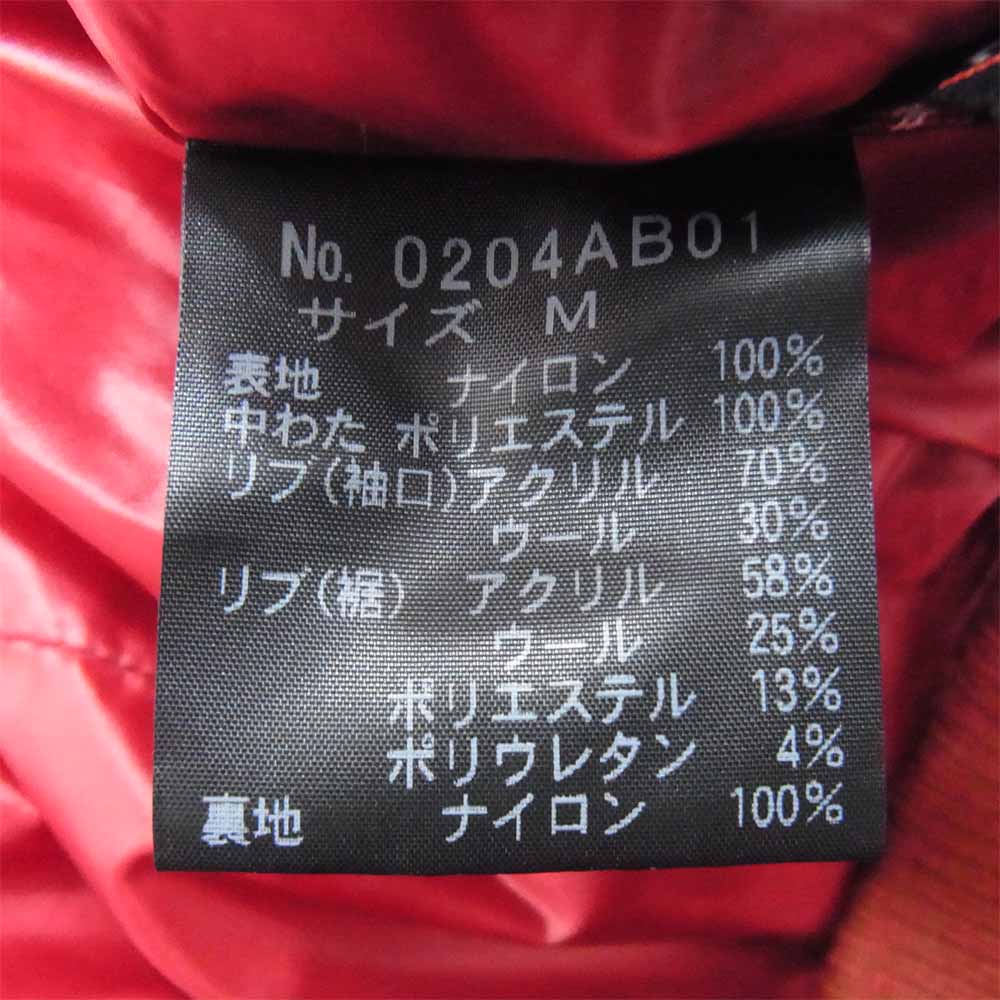 No. 0204AB01
サイズ M
表地 ナイロン 100%
中わた ポリエステル 100%
リブ(袖口)アクリル 70%
ウール 30%
リブ(裾) アクリル 58%
ウール 25%
ポリエステル 13%
ポリウレタン 4%
裏地 ナイロン 100%